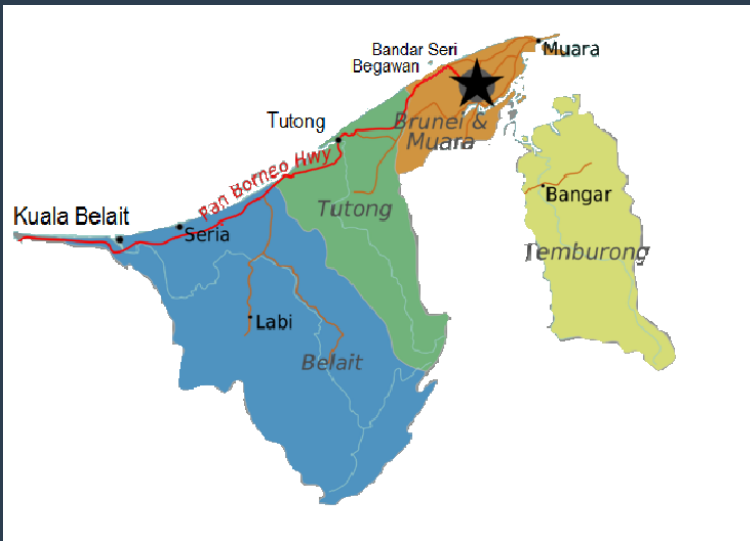 Bandar Seri
Begawan
Muara
Tutong
Brunei &
Muara
Pan Borneo Hwy
Bangar
Kuala Belait
Seria
Tutong
Temburong
Labi
Belait